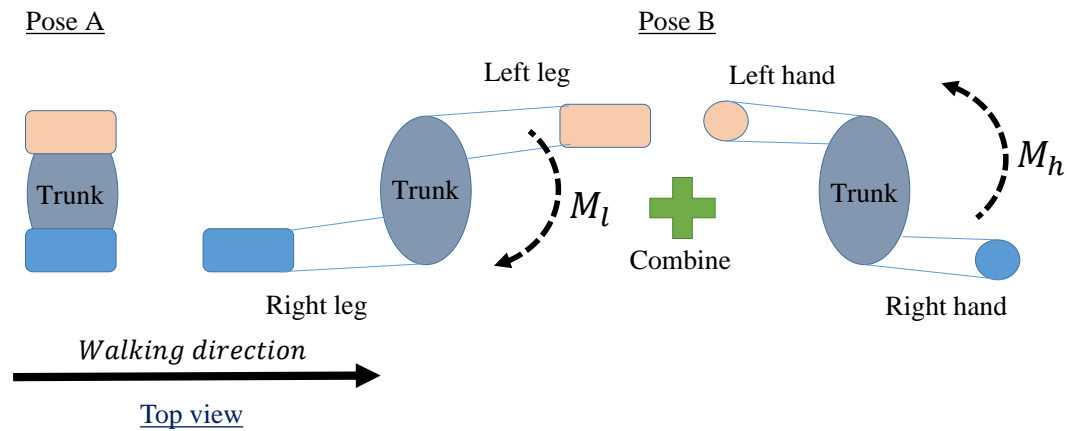 Pose A
Pose B
Left leg
Left hand
Trunk
Trunk
Trunk
M_l
M_h
Combine
Right leg
Right hand
Walking direction
Top view